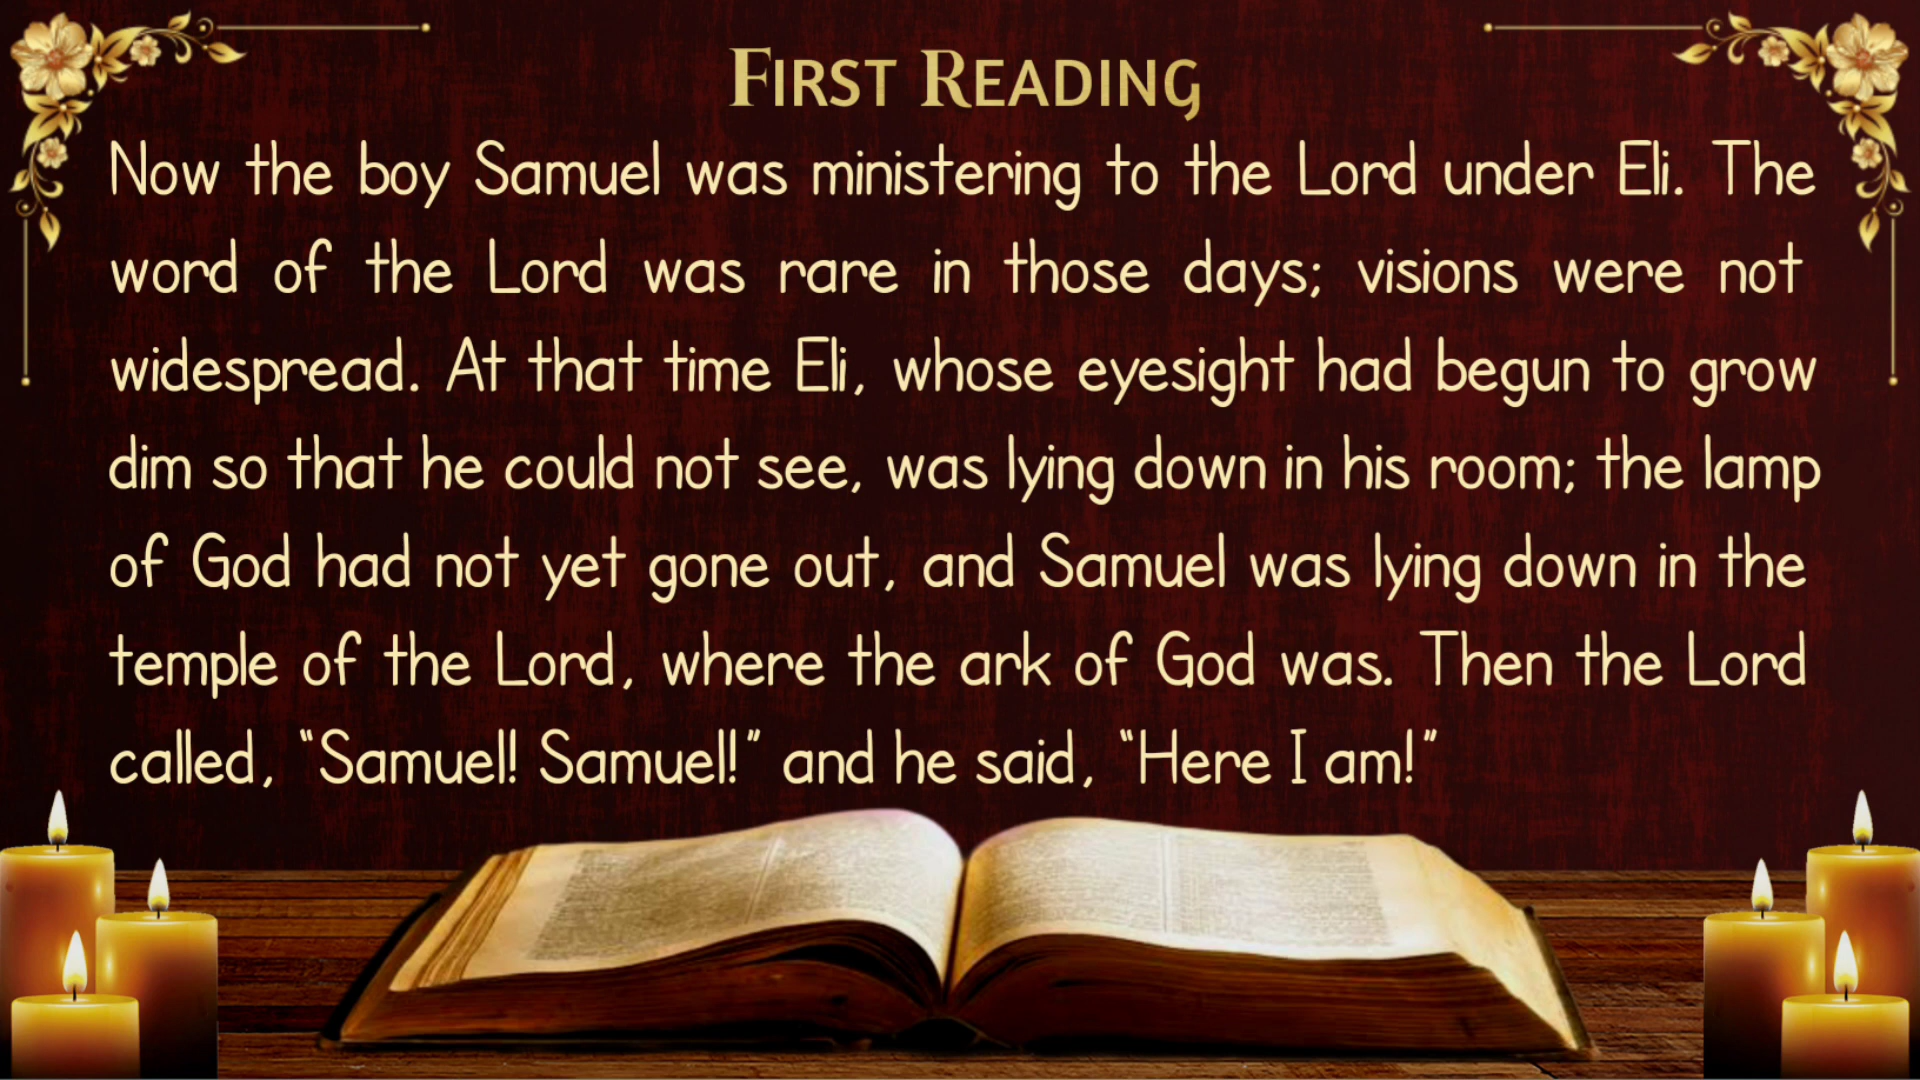 First Reading
Now the boy Samuel was ministering to the Lord under Eli. The
word of the Lord was rare in those days; visions were not
widespread. At that time Eli, whose eyesight had begun to grow
dim so that he could not see, was lying down in his room; the lamp
of God had not yet gone out, and Samuel was lying down in the
temple of the Lord, where the ark of God was. Then the Lord
called, “Samuel! Samuel!” and he said, “Here I am!”